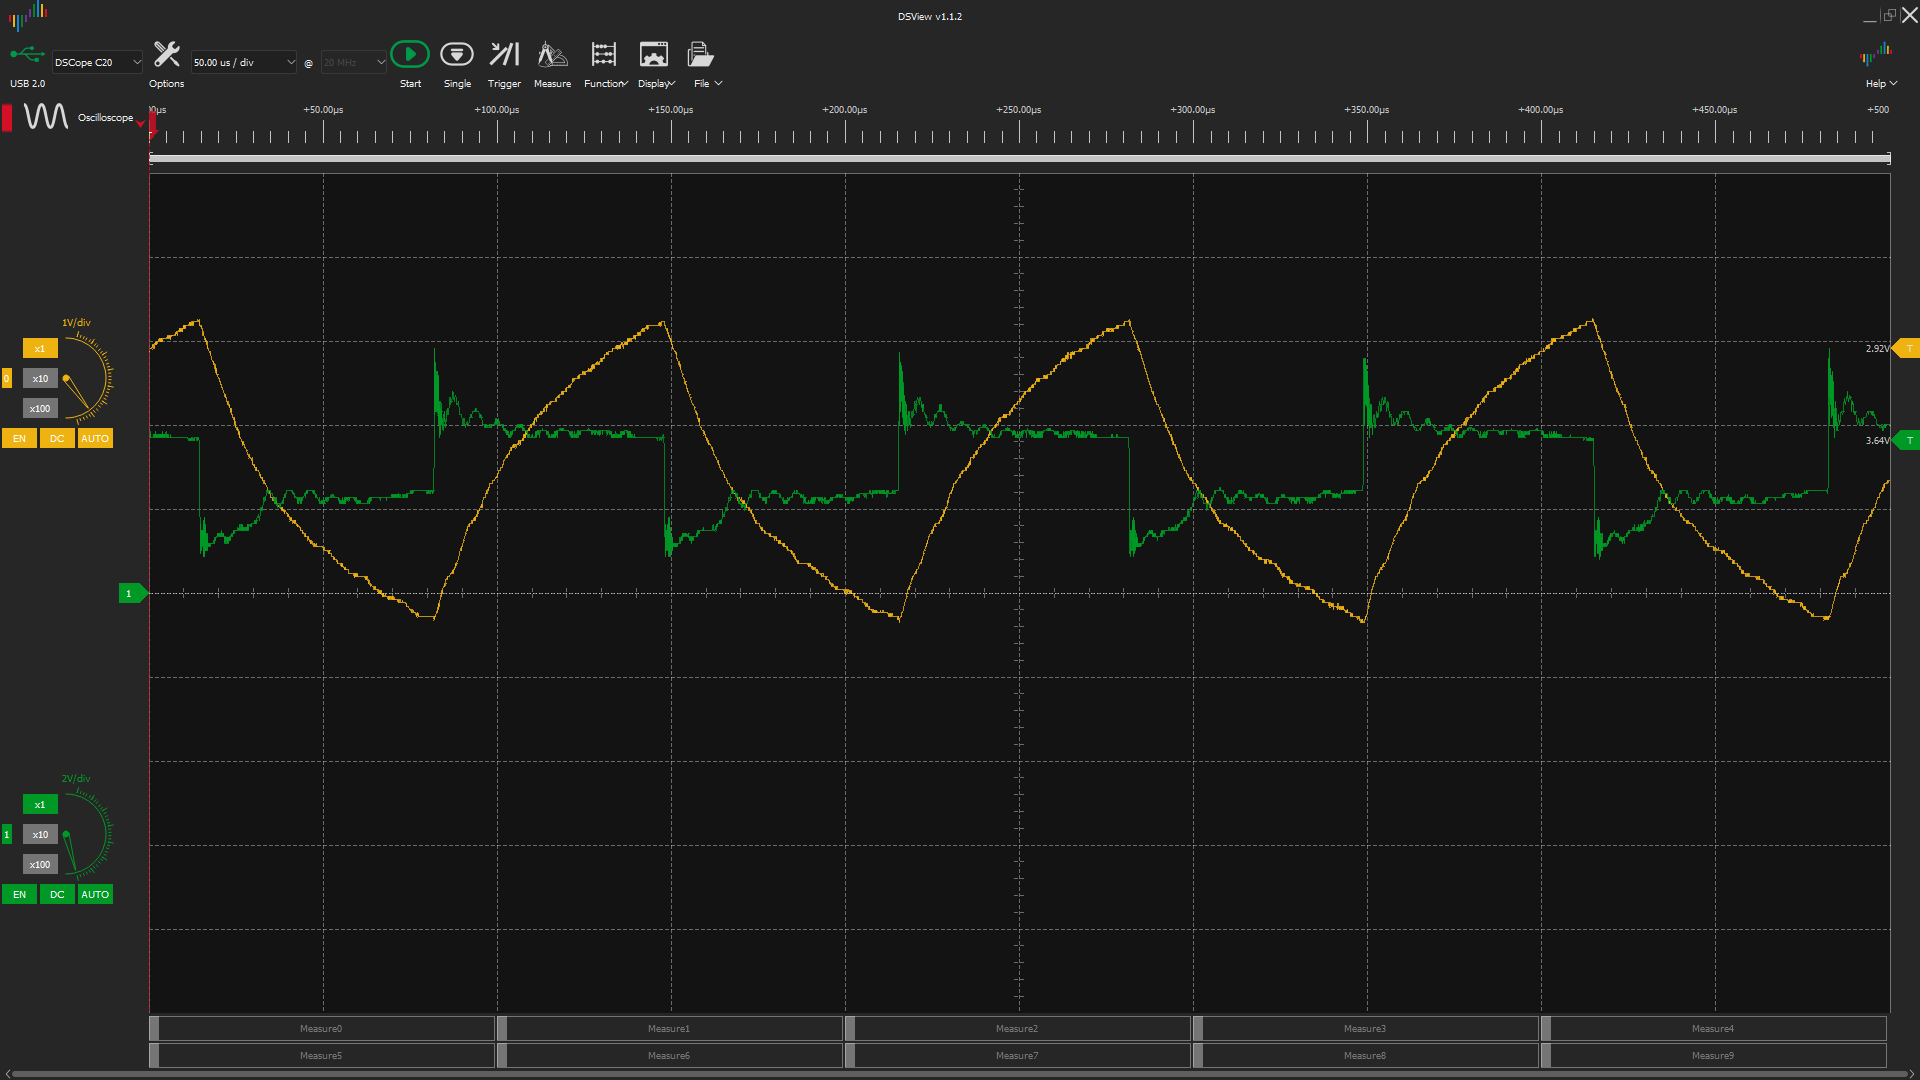 DSView v1.1.2
USB 2.0
DSCope C20
Options
50.00 us / div
@
20 MHz
Start
Single
Trigger
Measure
Function
Display
File
Help
Oscilloscope
0µs +50.00µs +100.00µs +150.00µs +200.00µs +250.00µs +300.00µs +350.00µs +400.00µs +450.00µs +500
1V/div
x1
0
x10
x100
EN DC AUTO
2.92V T
3.64V T
1
2V/div
x1
1
x10
x100
EN DC AUTO
Measure0 Measure1 Measure2 Measure3 Measure4
Measure5 Measure6 Measure7 Measure8 Measure9